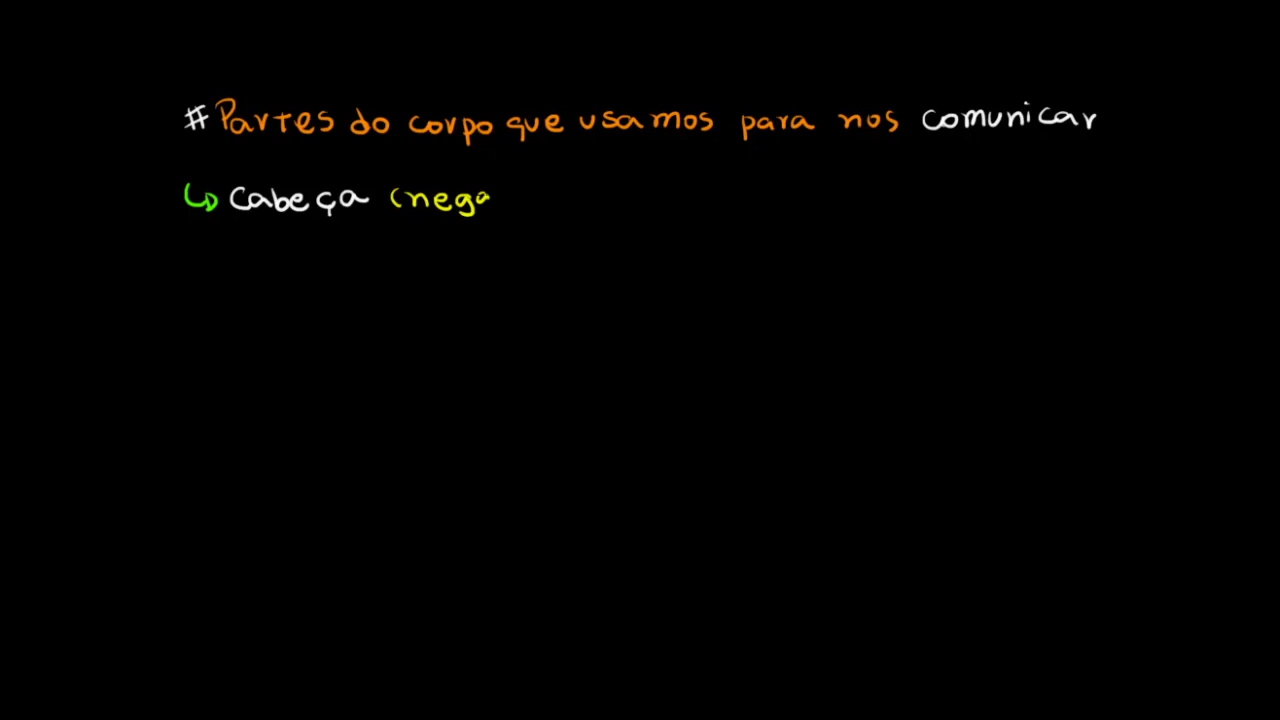 # Partes do corpo que usamos para nos comunicar
↳ cabeça (nega